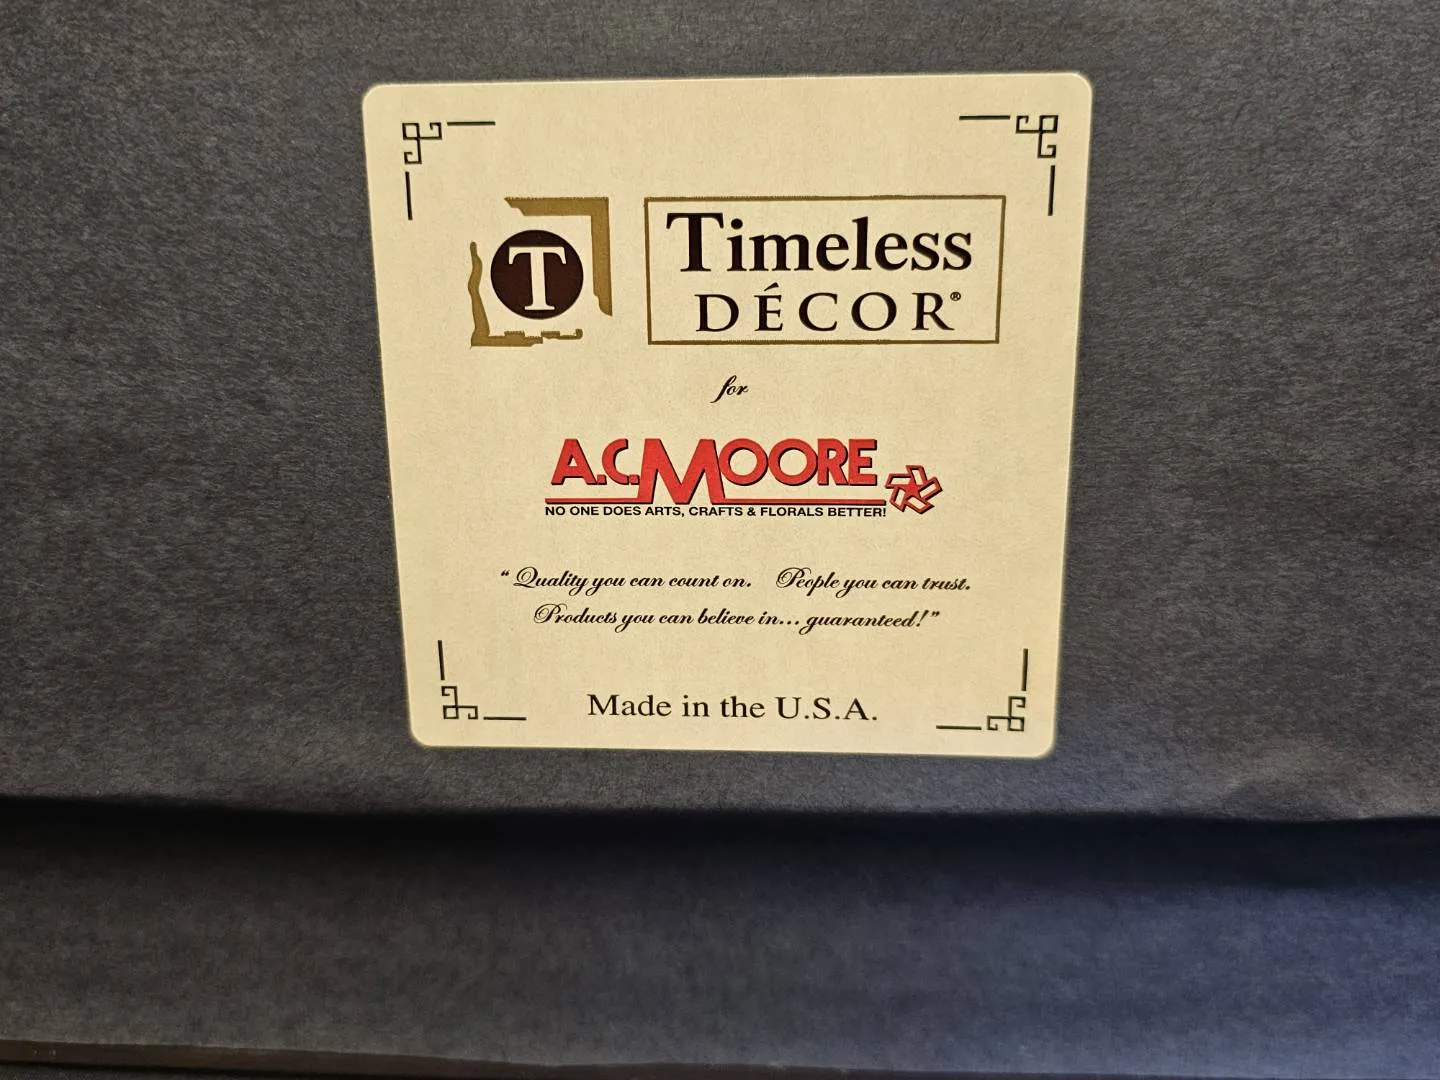 T
Timeless
DÉCOR®
for
A.C. MOORE
NO ONE DOES ARTS, CRAFTS & FLORALS BETTER!
“Quality you can count on. People you can trust.
Products you can believe in... guaranteed!”
Made in the U.S.A.